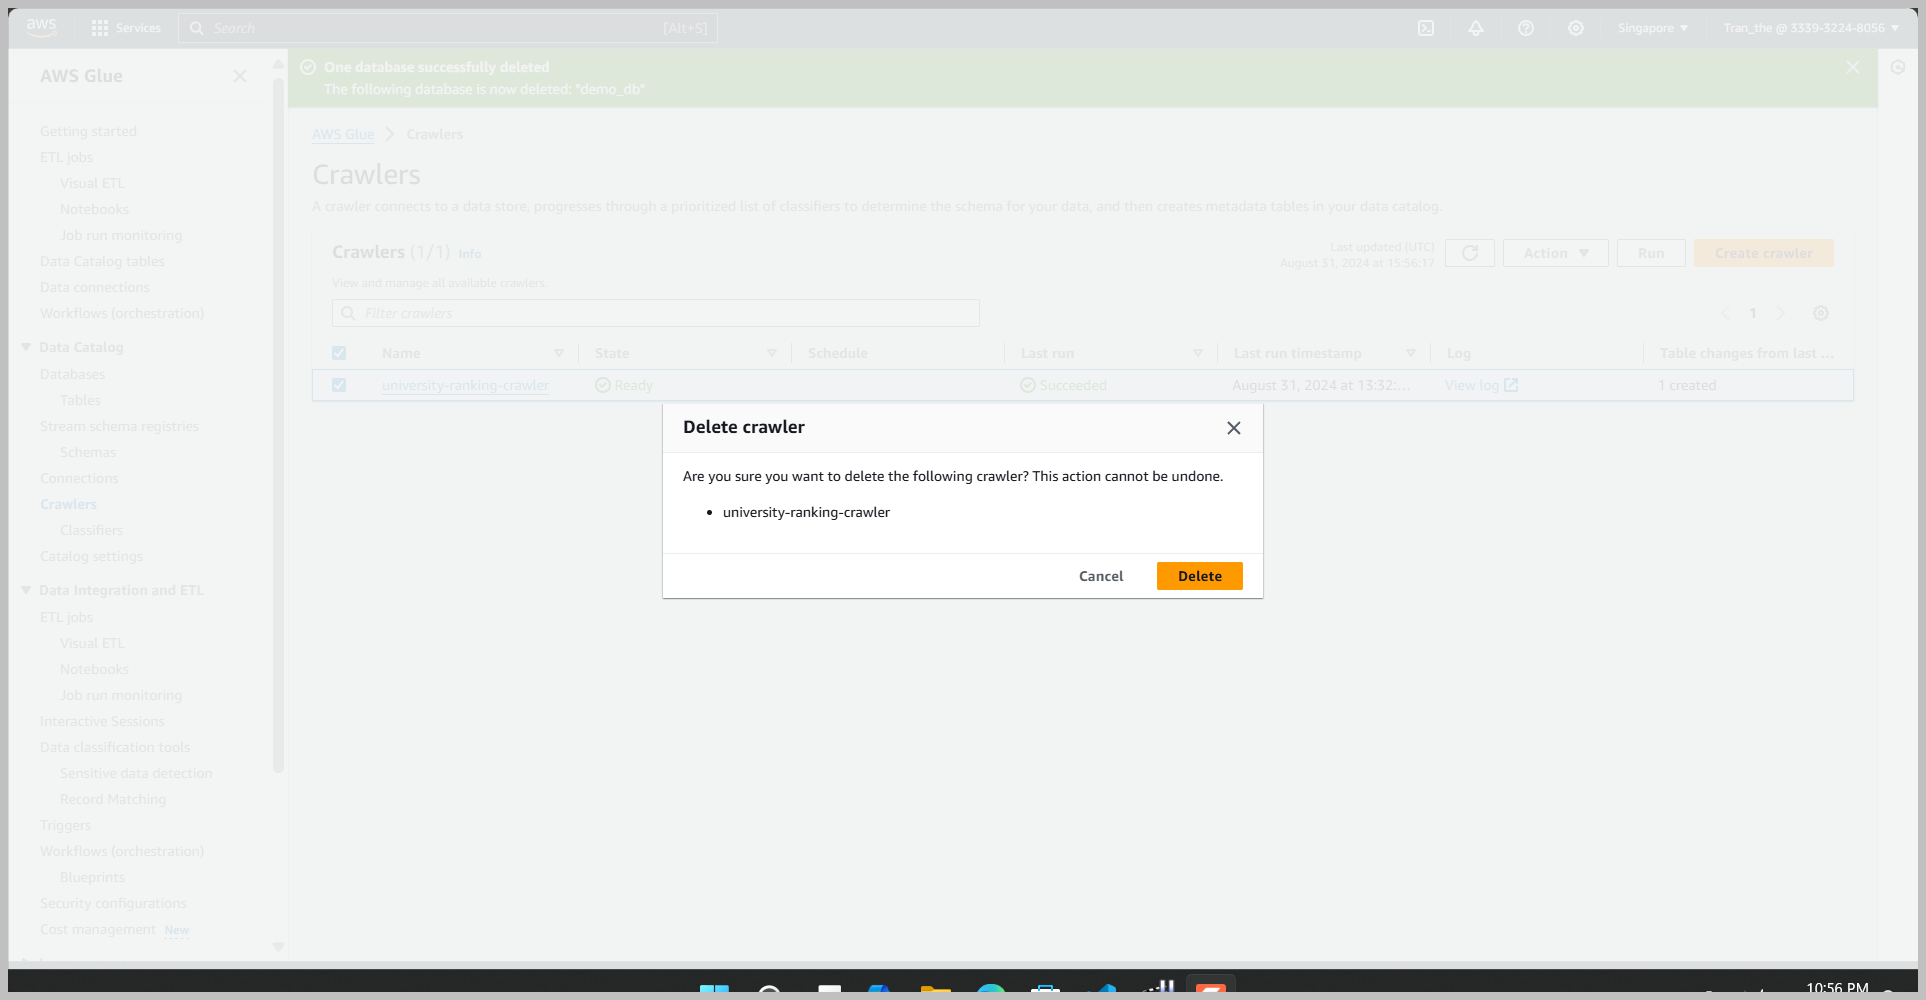 aws
Services
Search
[Alt+S]
Singapore
Tran_the @ 3339-3224-8056
AWS Glue
One database successfully deleted
The following database is now deleted: "demo_db"
Getting started
ETL jobs
Visual ETL
Notebooks
Job run monitoring
Data Catalog tables
Data connections
Workflows (orchestration)
Data Catalog
Databases
Tables
Stream schema registries
Schemas
Connections
Crawlers
Classifiers
Catalog settings
Data Integration and ETL
ETL jobs
Visual ETL
Notebooks
Job run monitoring
Interactive Sessions
Data classification tools
Sensitive data detection
Record Matching
Triggers
Workflows (orchestration)
Blueprints
Security configurations
Cost management New
AWS Glue > Crawlers
Crawlers
A crawler connects to a data store, progresses through a prioritized list of classifiers to determine the schema for your data, and then creates metadata tables in your data catalog.
Crawlers (1/1) Info
View and manage all available crawlers.
Last updated (UTC)
August 31, 2024 at 15:56:17
Action
Run
Create crawler
Filter crawlers
1
Name State Schedule Last run Last run timestamp Log Table changes from last ...
university-ranking-crawler Ready Succeeded August 31, 2024 at 13:32:... View log 1 created
Delete crawler
Are you sure you want to delete the following crawler? This action cannot be undone.
• university-ranking-crawler
Cancel
Delete
10:56 PM